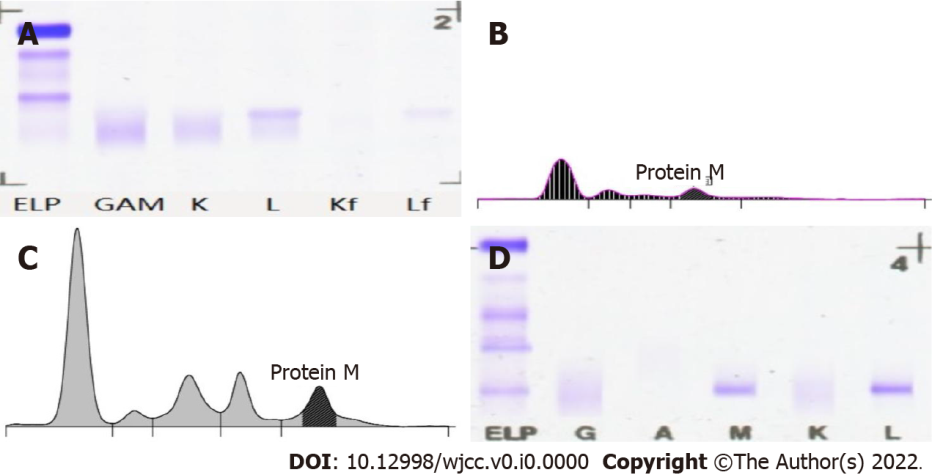 A
2
ELP GAM K L Kf Lf
B
Protein M
C
Protein M
D
4
ELP G A M K L
DOI: 10.12998/wjcc.v0.i0.0000 Copyright ©The Author(s) 2022.